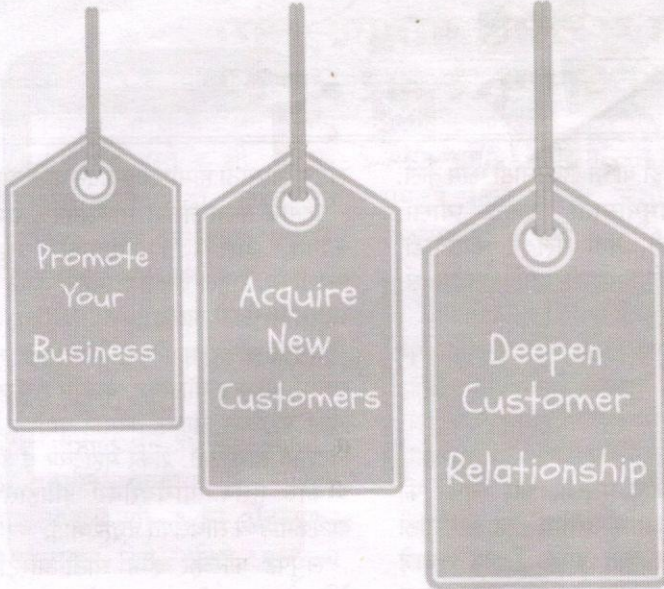 Promote
Your
Business
Acquire
New
Customers
Deepen
Customer
Relationship